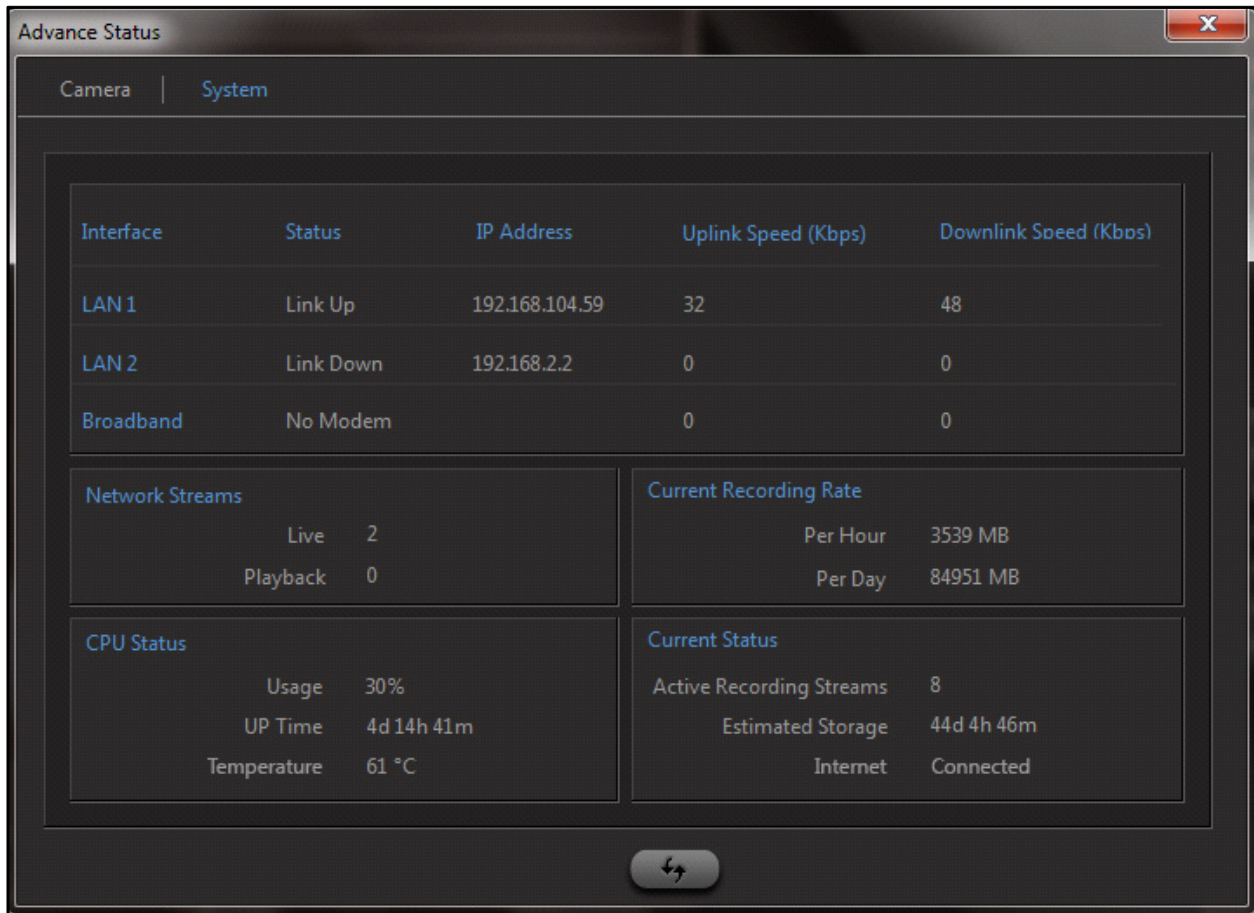 Advance Status
Camera | System
Interface Status IP Address Uplink Speed (Kbps) Downlink Speed (Kbps)
LAN 1 Link Up 192.168.104.59 32 48
LAN 2 Link Down 192.168.2.2 0 0
Broadband No Modem 0 0
Network Streams
Live 2
Playback 0
Current Recording Rate
Per Hour 3539 MB
Per Day 84951 MB
CPU Status
Usage 30%
UP Time 4d 14h 41m
Temperature 61 °C
Current Status
Active Recording Streams 8
Estimated Storage 44d 4h 46m
Internet Connected